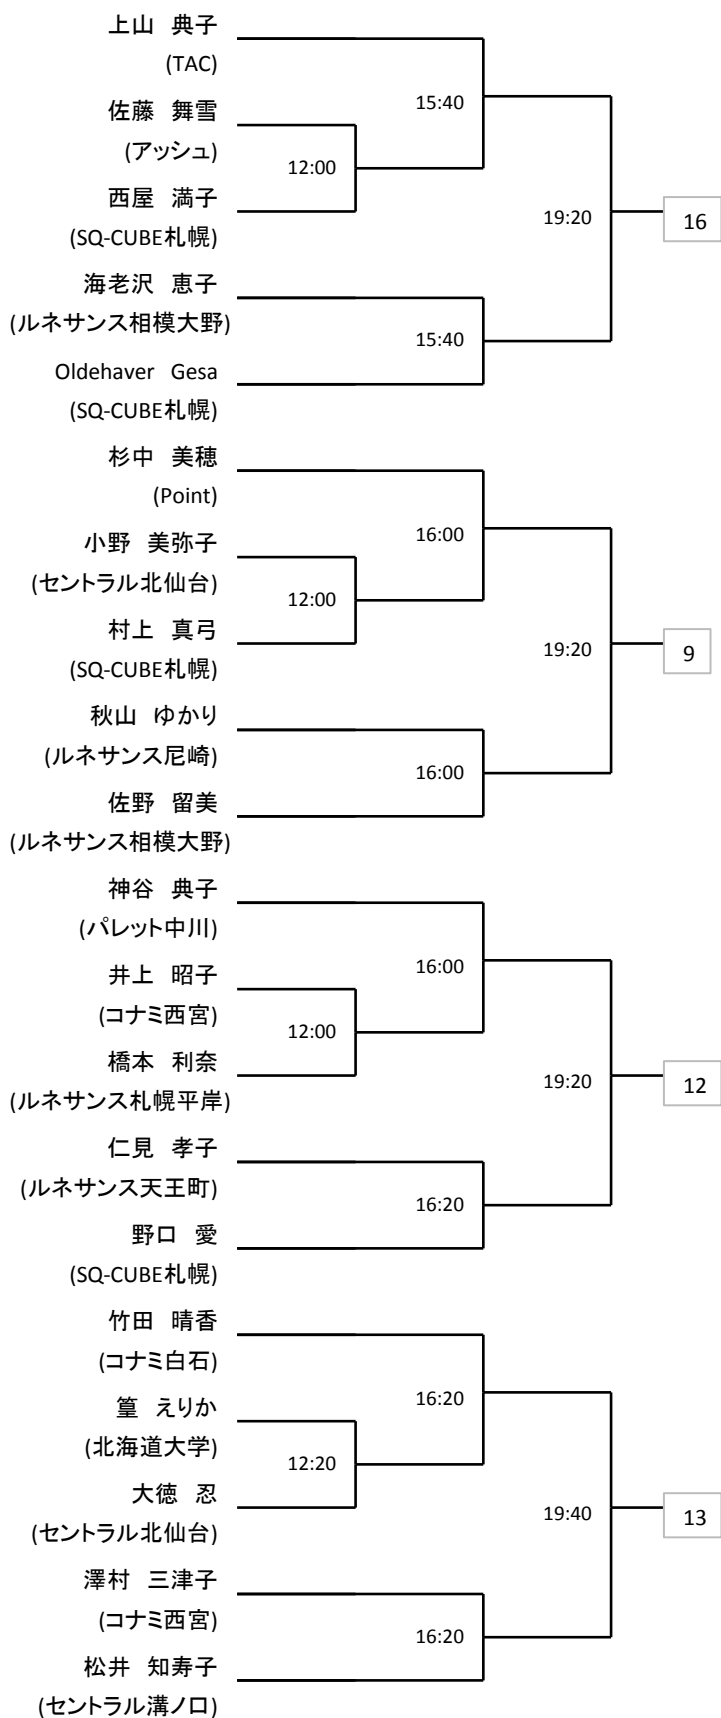 上山 典子
(TAC)
15:40
佐藤 舞雪
(アッシュ)
12:00
西屋 満子
(SQ-CUBE札幌)
19:20
16
海老沢 恵子
(ルネサンス相模大野)
15:40
Oldehaver Gesa
(SQ-CUBE札幌)
杉中 美穂
(Point)
16:00
小野 美弥子
(セントラル北仙台)
12:00
村上 真弓
(SQ-CUBE札幌)
19:20
9
秋山 ゆかり
(ルネサンス尼崎)
16:00
佐野 留美
(ルネサンス相模大野)
神谷 典子
(パレット中川)
16:00
井上 昭子
(コナミ西宮)
12:00
橋本 利奈
(ルネサンス札幌平岸)
19:20
12
仁見 孝子
(ルネサンス天王町)
16:20
野口 愛
(SQ-CUBE札幌)
竹田 晴香
(コナミ白石)
16:20
篁 えりか
(北海道大学)
12:20
大徳 忍
(セントラル北仙台)
19:40
13
澤村 三津子
(コナミ西宮)
16:20
松井 知寿子
(セントラル溝ノ口)